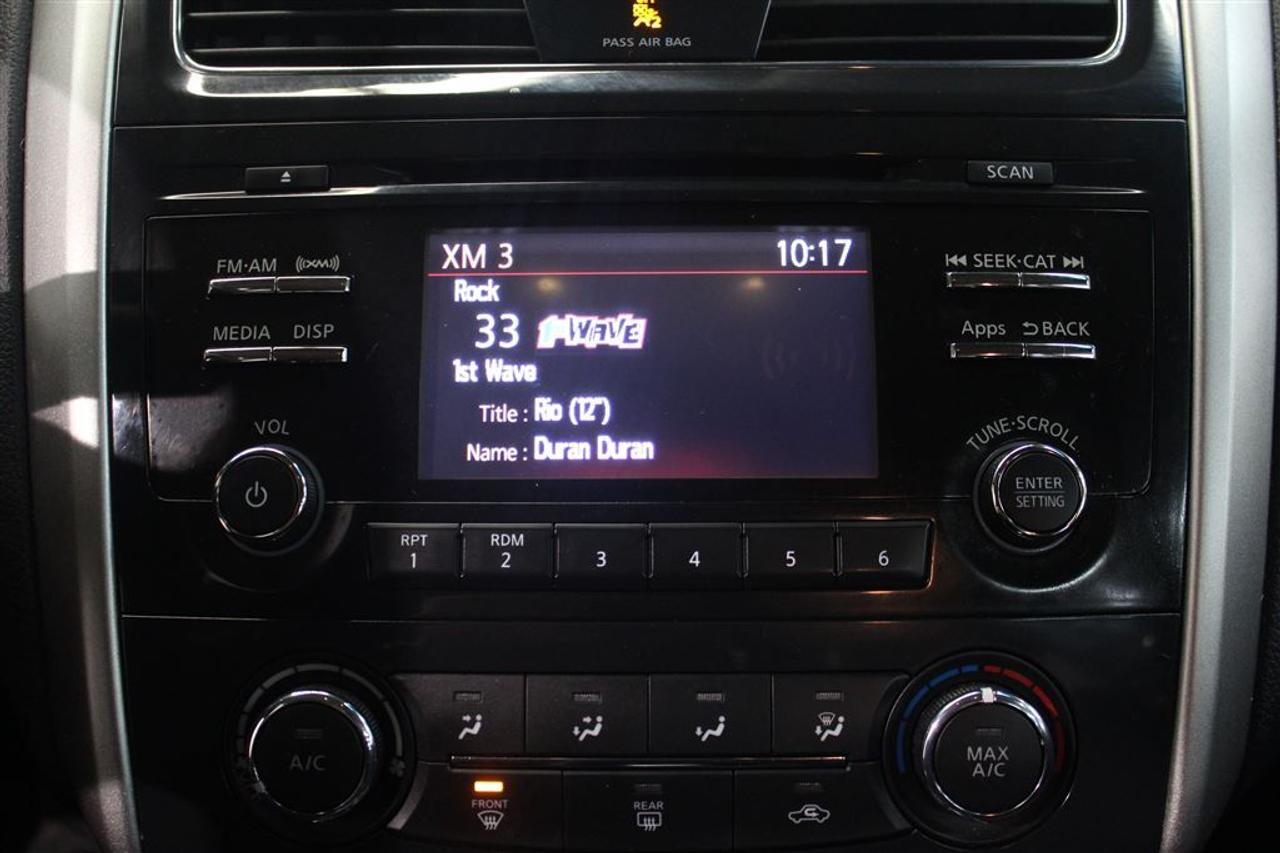 PASS AIR BAG
SCAN
FM·AM ((XM))
MEDIA DISP
VOL
XM 3 10:17
Rock
33 1st WAVE
1st Wave
Title : Rio (12")
Name : Duran Duran
SEEK·CAT
Apps BACK
TUNE·SCROLL
ENTER
SETTING
RPT
1
RDM
2
3
4
5
6
A/C
MAX
A/C
FRONT
REAR